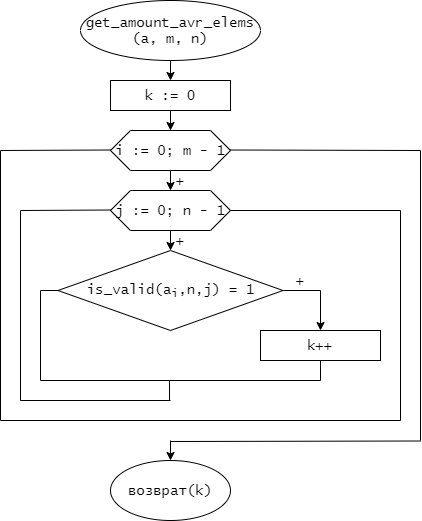 get_amount_avr_elems
(a, m, n)
k := 0
i := 0; m - 1
+
j := 0; n - 1
+
is_valid(aᵢ,n,j) = 1
+
k++
возврат(k)